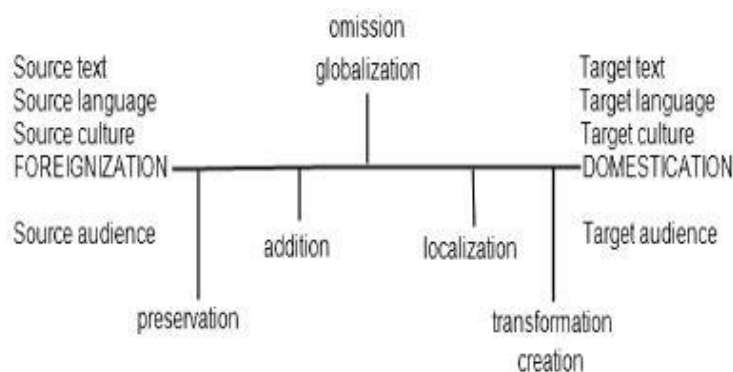 omission
globalization
Source text
Source language
Source culture
FOREIGNIZATION
Source audience
Target text
Target language
Target culture
DOMESTICATION
Target audience
preservation
addition
localization
transformation
creation